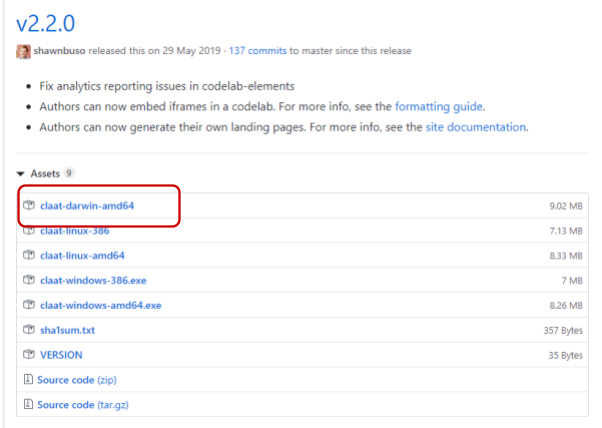 v2.2.0
shawnbuso released this on 29 May 2019 · 137 commits to master since this release
• Fix analytics reporting issues in codelab-elements
• Authors can now embed iframes in a codelab. For more info, see the formatting guide.
• Authors can now generate their own landing pages. For more info, see the site documentation.
Assets 9
claat-darwin-amd64 9.02 MB
claat-linux-386 7.13 MB
claat-linux-amd64 8.33 MB
claat-windows-386.exe 7 MB
claat-windows-amd64.exe 8.26 MB
sha1sum.txt 357 Bytes
VERSION 35 Bytes
Source code (zip)
Source code (tar.gz)